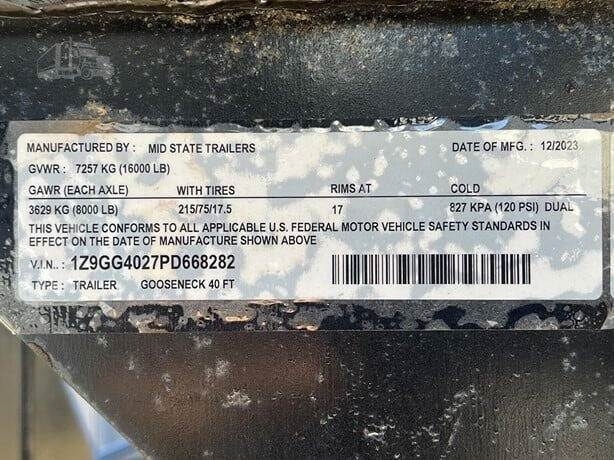 MANUFACTURED BY : MID STATE TRAILERS DATE OF MFG. : 12/2023
GVWR : 7257 KG (16000 LB)
GAWR (EACH AXLE) WITH TIRES RIMS AT COLD
3629 KG (8000 LB) 215/75/17.5 17 827 KPA (120 PSI) DUAL
THIS VEHICLE CONFORMS TO ALL APPLICABLE U.S. FEDERAL MOTOR VEHICLE SAFETY STANDARDS IN
EFFECT ON THE DATE OF MANUFACTURE SHOWN ABOVE
V.I.N.: 1Z9GG4027PD668282
TYPE : TRAILER GOOSENECK 40 FT